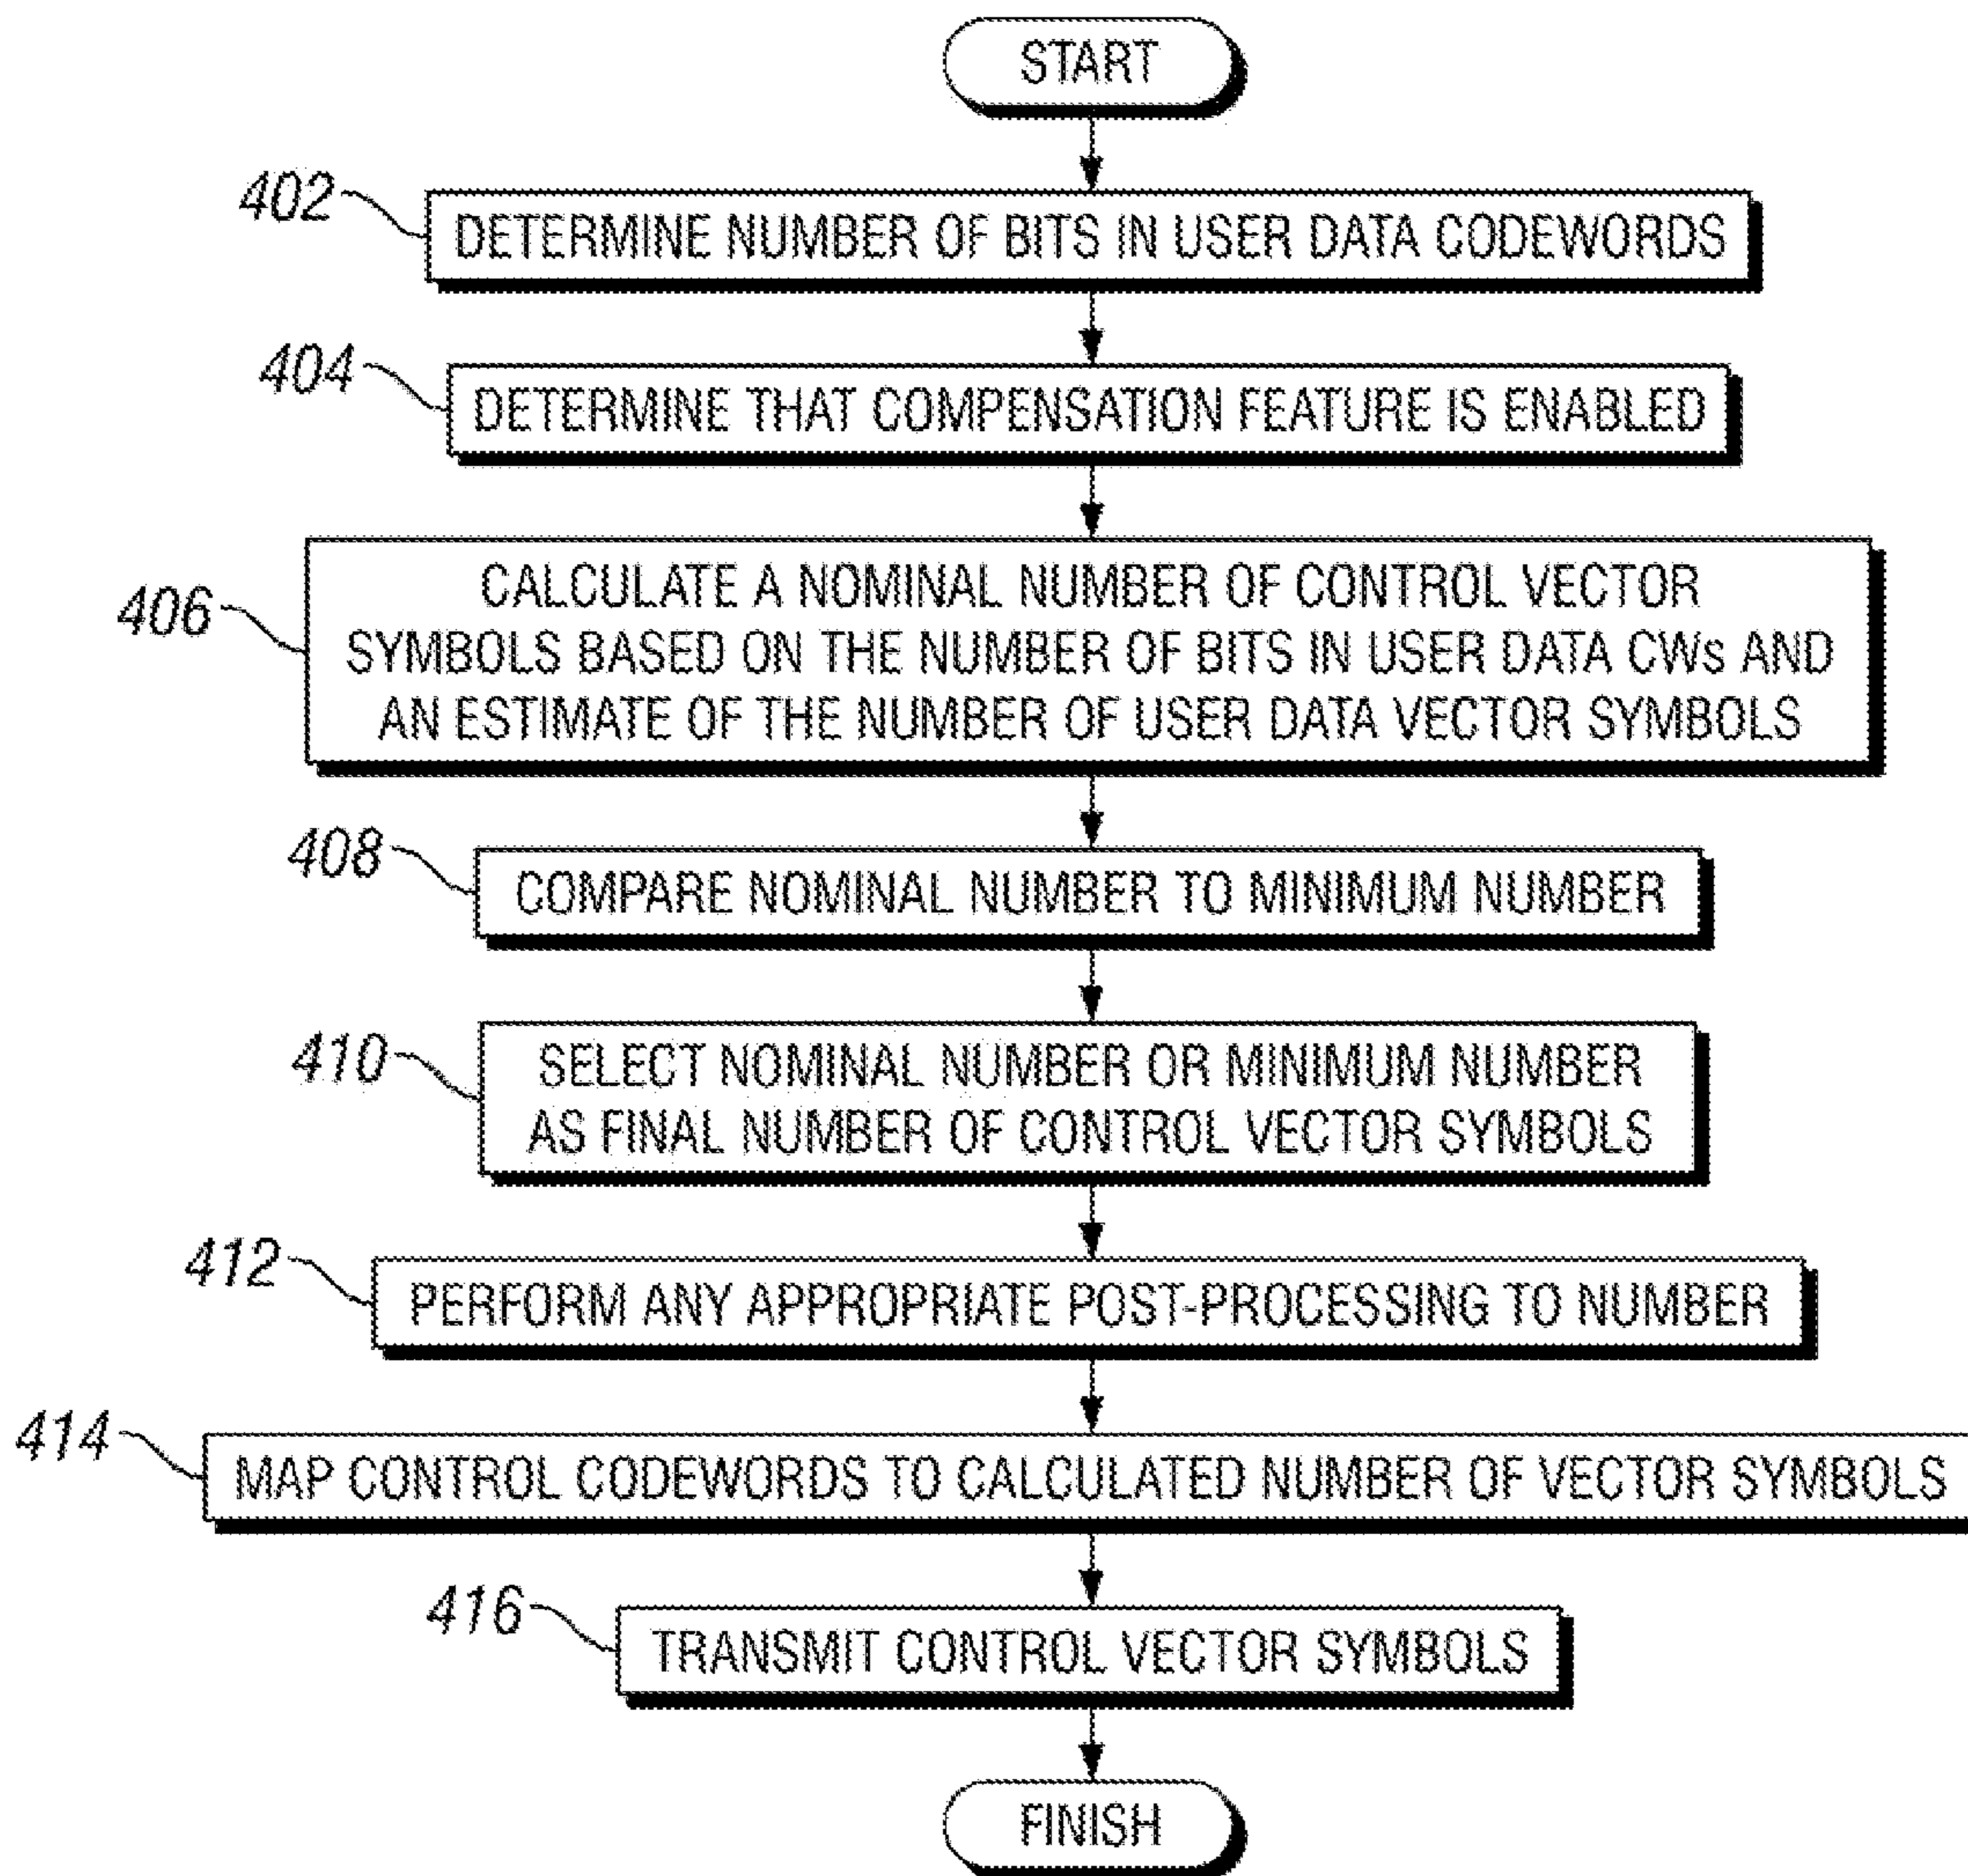 START
402
DETERMINE NUMBER OF BITS IN USER DATA CODEWORDS
404
DETERMINE THAT COMPENSATION FEATURE IS ENABLED
406
CALCULATE A NOMINAL NUMBER OF CONTROL VECTOR
SYMBOLS BASED ON THE NUMBER OF BITS IN USER DATA CWs AND
AN ESTIMATE OF THE NUMBER OF USER DATA VECTOR SYMBOLS
408
COMPARE NOMINAL NUMBER TO MINIMUM NUMBER
410
SELECT NOMINAL NUMBER OR MINIMUM NUMBER
AS FINAL NUMBER OF CONTROL VECTOR SYMBOLS
412
PERFORM ANY APPROPRIATE POST-PROCESSING TO NUMBER
414
MAP CONTROL CODEWORDS TO CALCULATED NUMBER OF VECTOR SYMBOLS
416
TRANSMIT CONTROL VECTOR SYMBOLS
FINISH